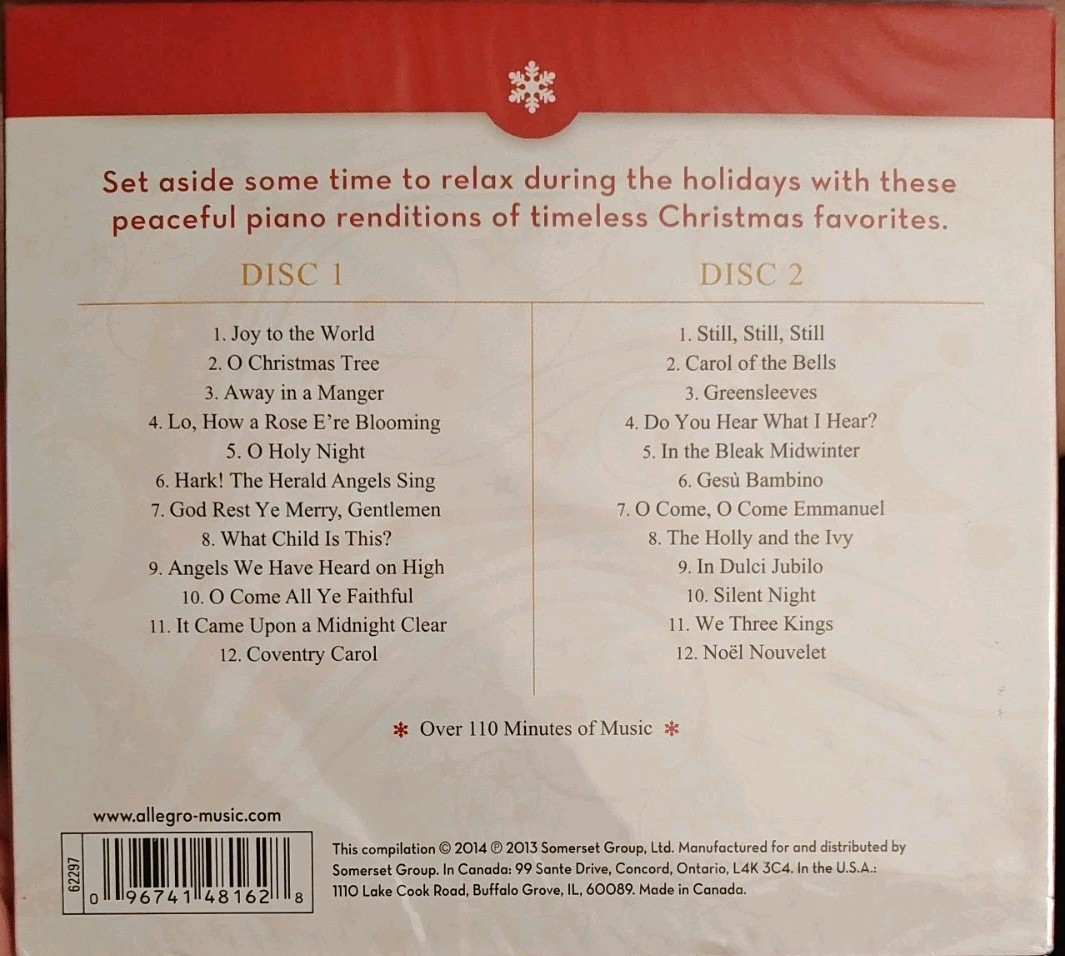 Set aside some time to relax during the holidays with these
peaceful piano renditions of timeless Christmas favorites.
DISC 1
1. Joy to the World
2. O Christmas Tree
3. Away in a Manger
4. Lo, How a Rose E're Blooming
5. O Holy Night
6. Hark! The Herald Angels Sing
7. God Rest Ye Merry, Gentlemen
8. What Child Is This?
9. Angels We Have Heard on High
10. O Come All Ye Faithful
11. It Came Upon a Midnight Clear
12. Coventry Carol
DISC 2
1. Still, Still, Still
2. Carol of the Bells
3. Greensleeves
4. Do You Hear What I Hear?
5. In the Bleak Midwinter
6. Gesù Bambino
7. O Come, O Come Emmanuel
8. The Holly and the Ivy
9. In Dulci Jubilo
10. Silent Night
11. We Three Kings
12. Noël Nouvelet
Over 110 Minutes of Music
www.allegro-music.com
62297
0 96741 48162 8
This compilation © 2014 ℗ 2013 Somerset Group, Ltd. Manufactured for and distributed by
Somerset Group. In Canada: 99 Sante Drive, Concord, Ontario, L4K 3C4. In the U.S.A.:
1110 Lake Cook Road, Buffalo Grove, IL, 60089. Made in Canada.